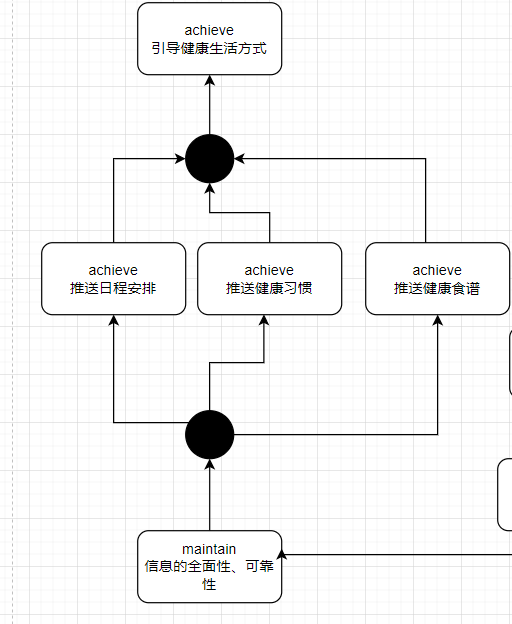 achieve
引导健康生活方式
achieve
推送日程安排
achieve
推送健康习惯
achieve
推送健康食谱
maintain
信息的全面性、可靠
性